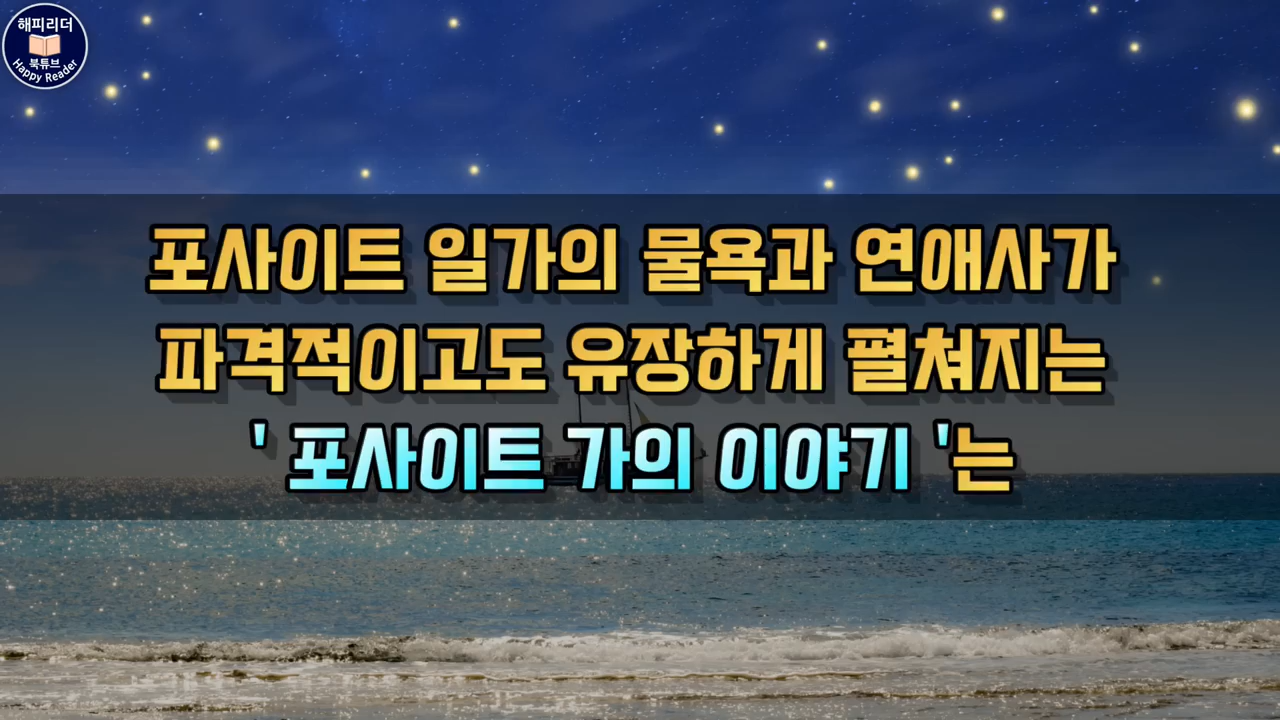 해피리더
북튜브
Happy Reader
포사이트 일가의 물욕과 연애사가
파격적이고도 유장하게 펼쳐지는
' 포사이트 가의 이야기 '는